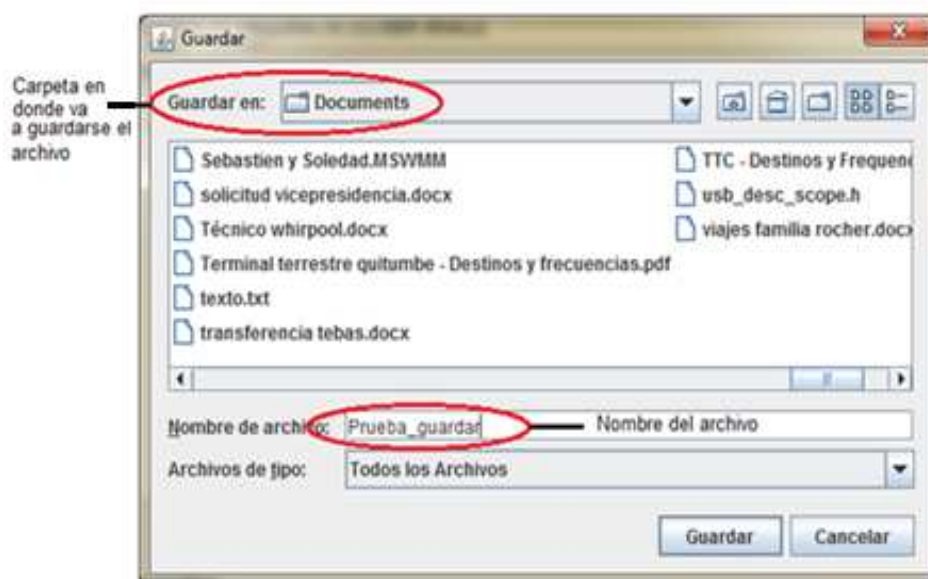 Guardar
Carpeta en
donde va
a guardarse el
archivo
Guardar en: Documents
Sebastien y Soledad.MSWMM
solicitud vicepresidencia.docx
Técnico whirpool.docx
Terminal terrestre quitumbe - Destinos y frecuencias.pdf
texto.txt
transferencia tebas.docx
TTC - Destinos y Frequen
usb_desc_scope.h
viajes familia rocher.docx
Nombre de archivo: Prueba_guardar Nombre del archivo
Archivos de tipo: Todos los Archivos
Guardar Cancelar